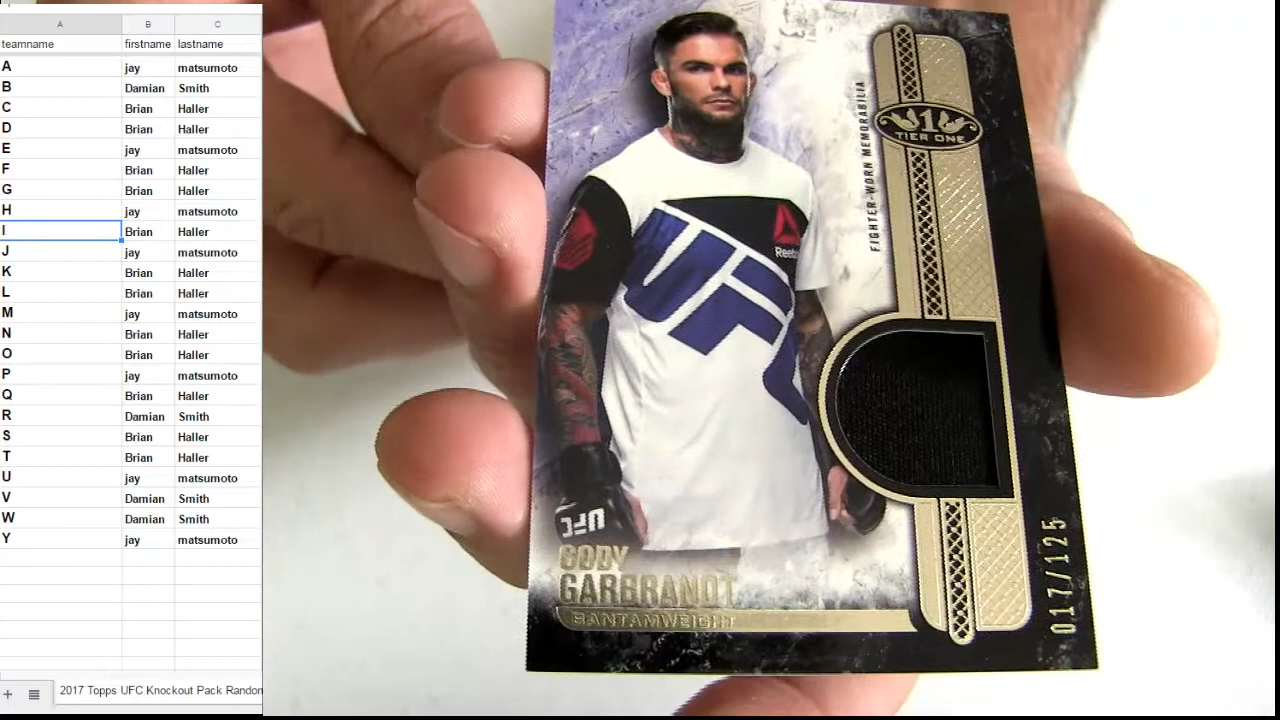 A B C
teamname firstname lastname
A jay matsumoto
B Damian Smith
C Brian Haller
D Brian Haller
E jay matsumoto
F Brian Haller
G Brian Haller
H jay matsumoto
I Brian Haller
J jay matsumoto
K Brian Haller
L Brian Haller
M jay matsumoto
N Brian Haller
O Brian Haller
P jay matsumoto
Q Brian Haller
R Damian Smith
S Brian Haller
T Brian Haller
U jay matsumoto
V Damian Smith
W Damian Smith
Y jay matsumoto
2017 Topps UFC Knockout Pack Random
1
TIER ONE
FIGHTER-WORN MEMORABILIA
Reebok
UFC
UFC
CODY
GARBRANDT
BANTAMWEIGHT
017/125